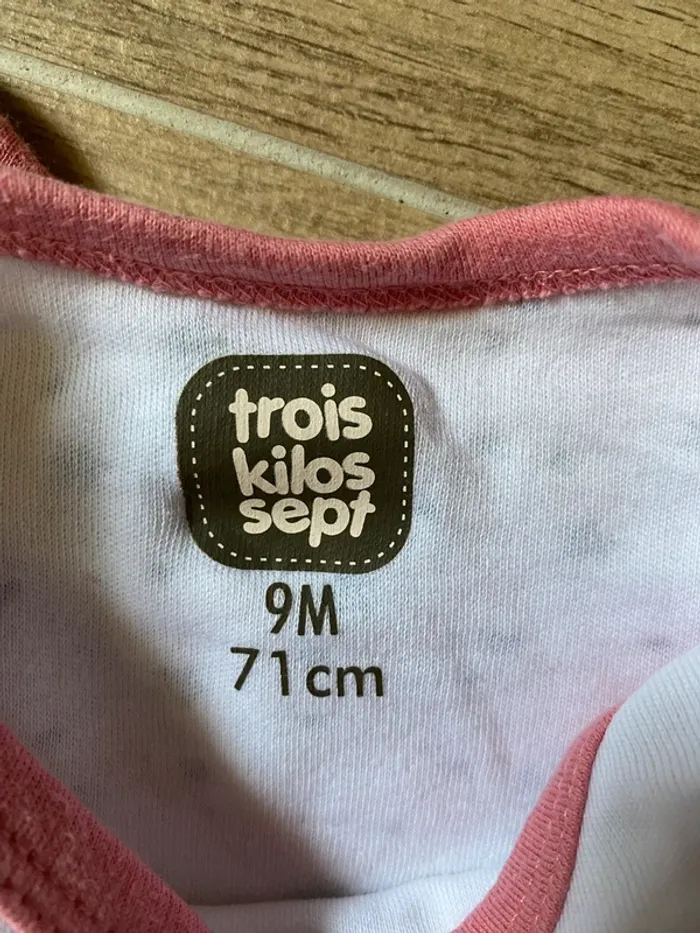 trois
kilos
sept
9M
71cm